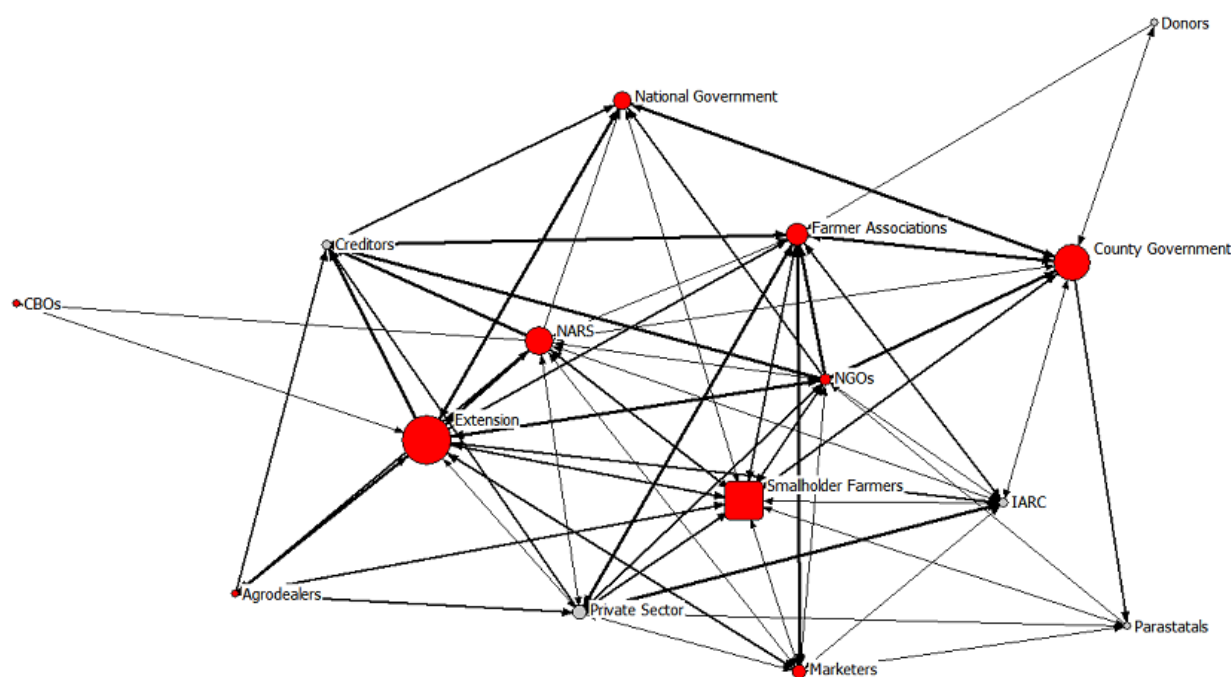 Donors
National Government
Farmer Associations
Creditors
County Government
CBOs
NARS
NGOs
Extension
Smalholder Farmers
IARC
Agrodealers
Private Sector
Parastatals
Marketers